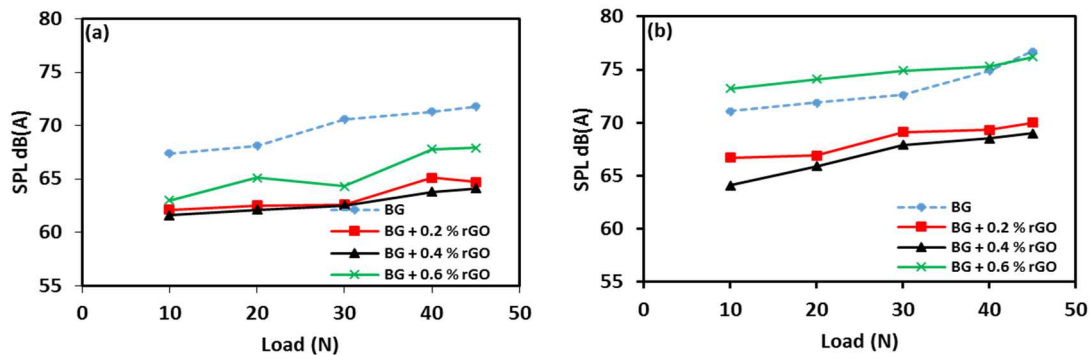 (a)
80
75
70
65
60
55
SPL dB(A)
0
10
20
30
40
50
Load (N)
BG
BG + 0.2 % rGO
BG + 0.4 % rGO
BG + 0.6 % rGO
(b)
80
75
70
65
60
55
SPL dB(A)
0
10
20
30
40
50
Load (N)
BG
BG + 0.2 % rGO
BG + 0.4 % rGO
BG + 0.6 % rGO